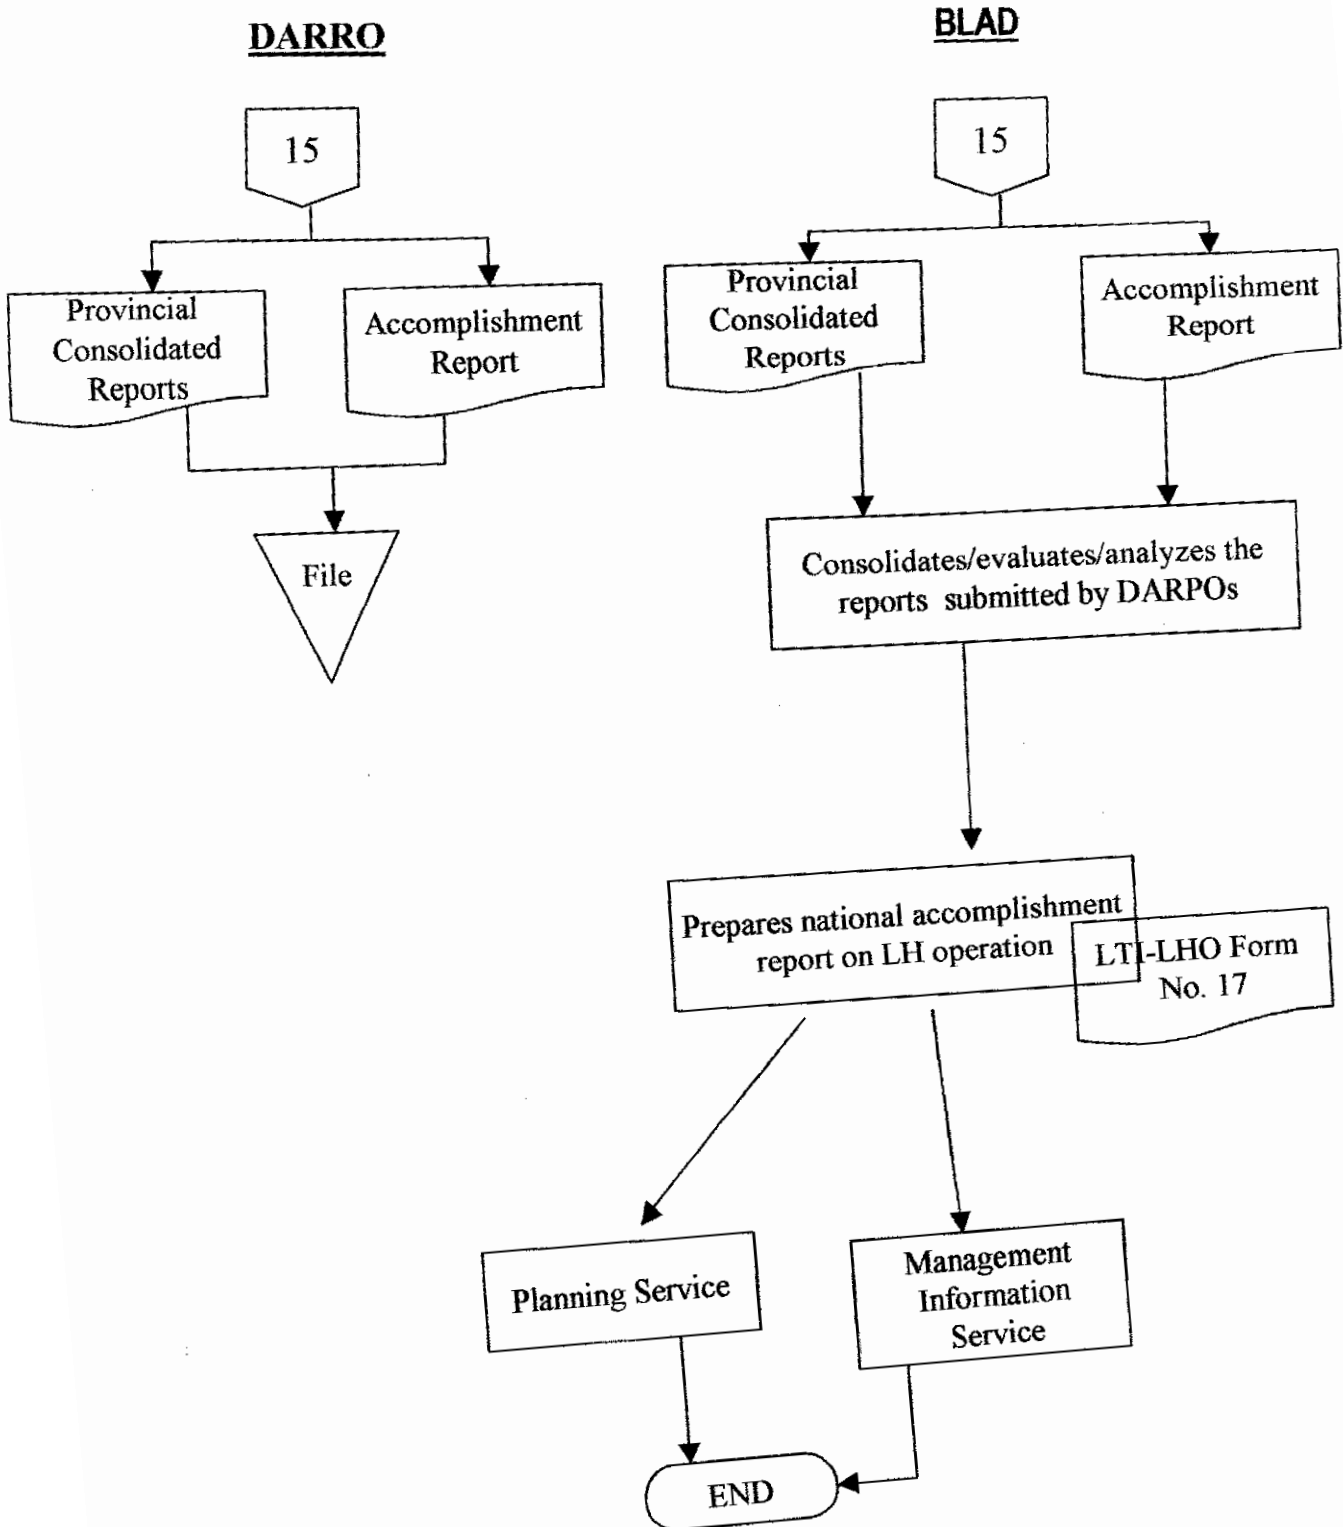 DARRO
15
Provincial
Consolidated
Reports
Accomplishment
Report
File
BLAD
15
Provincial
Consolidated
Reports
Accomplishment
Report
Consolidates/evaluates/analyzes the
reports submitted by DARPOs
Prepares national accomplishment
report on LH operation
LTI-LHO Form
No. 17
Planning Service
Management
Information
Service
END